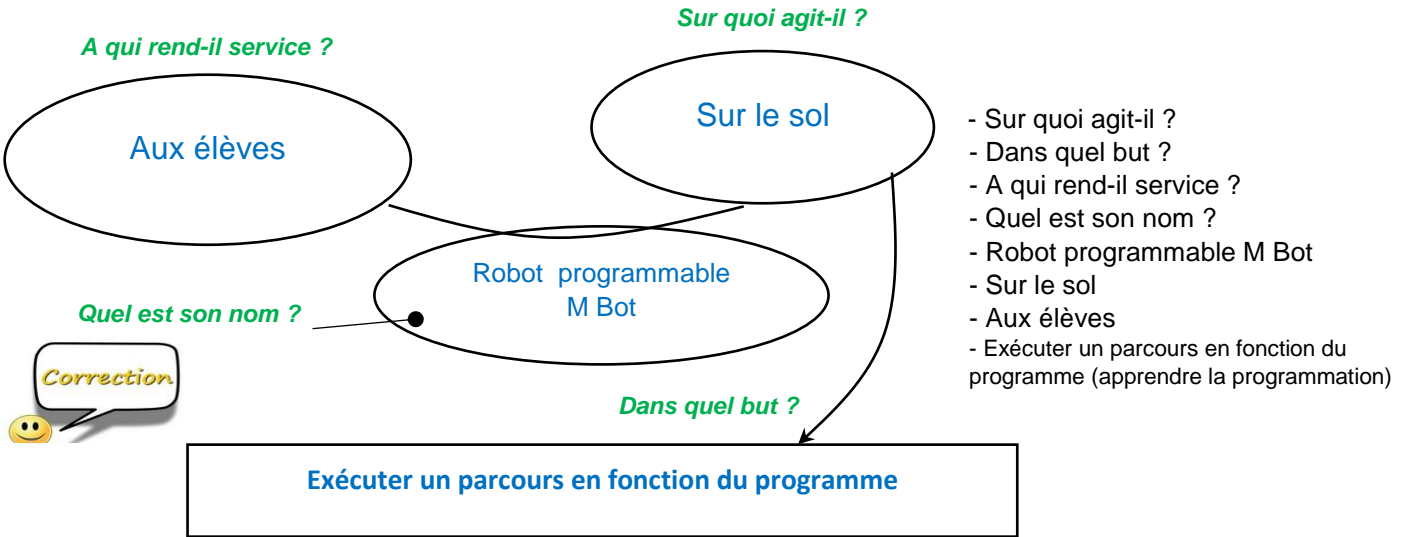 Sur quoi agit-il ?
A qui rend-il service ?
Sur le sol
Aux élèves
Robot  programmable
M Bot
Quel est son nom ?
Correction
Dans quel but ?
Exécuter un parcours en fonction du programme
- Sur quoi agit-il ?
- Dans quel but ?
- A qui rend-il service ?
- Quel est son nom ?
- Robot programmable M Bot
- Sur le sol
- Aux élèves
- Exécuter un parcours en fonction du
programme (apprendre la programmation)